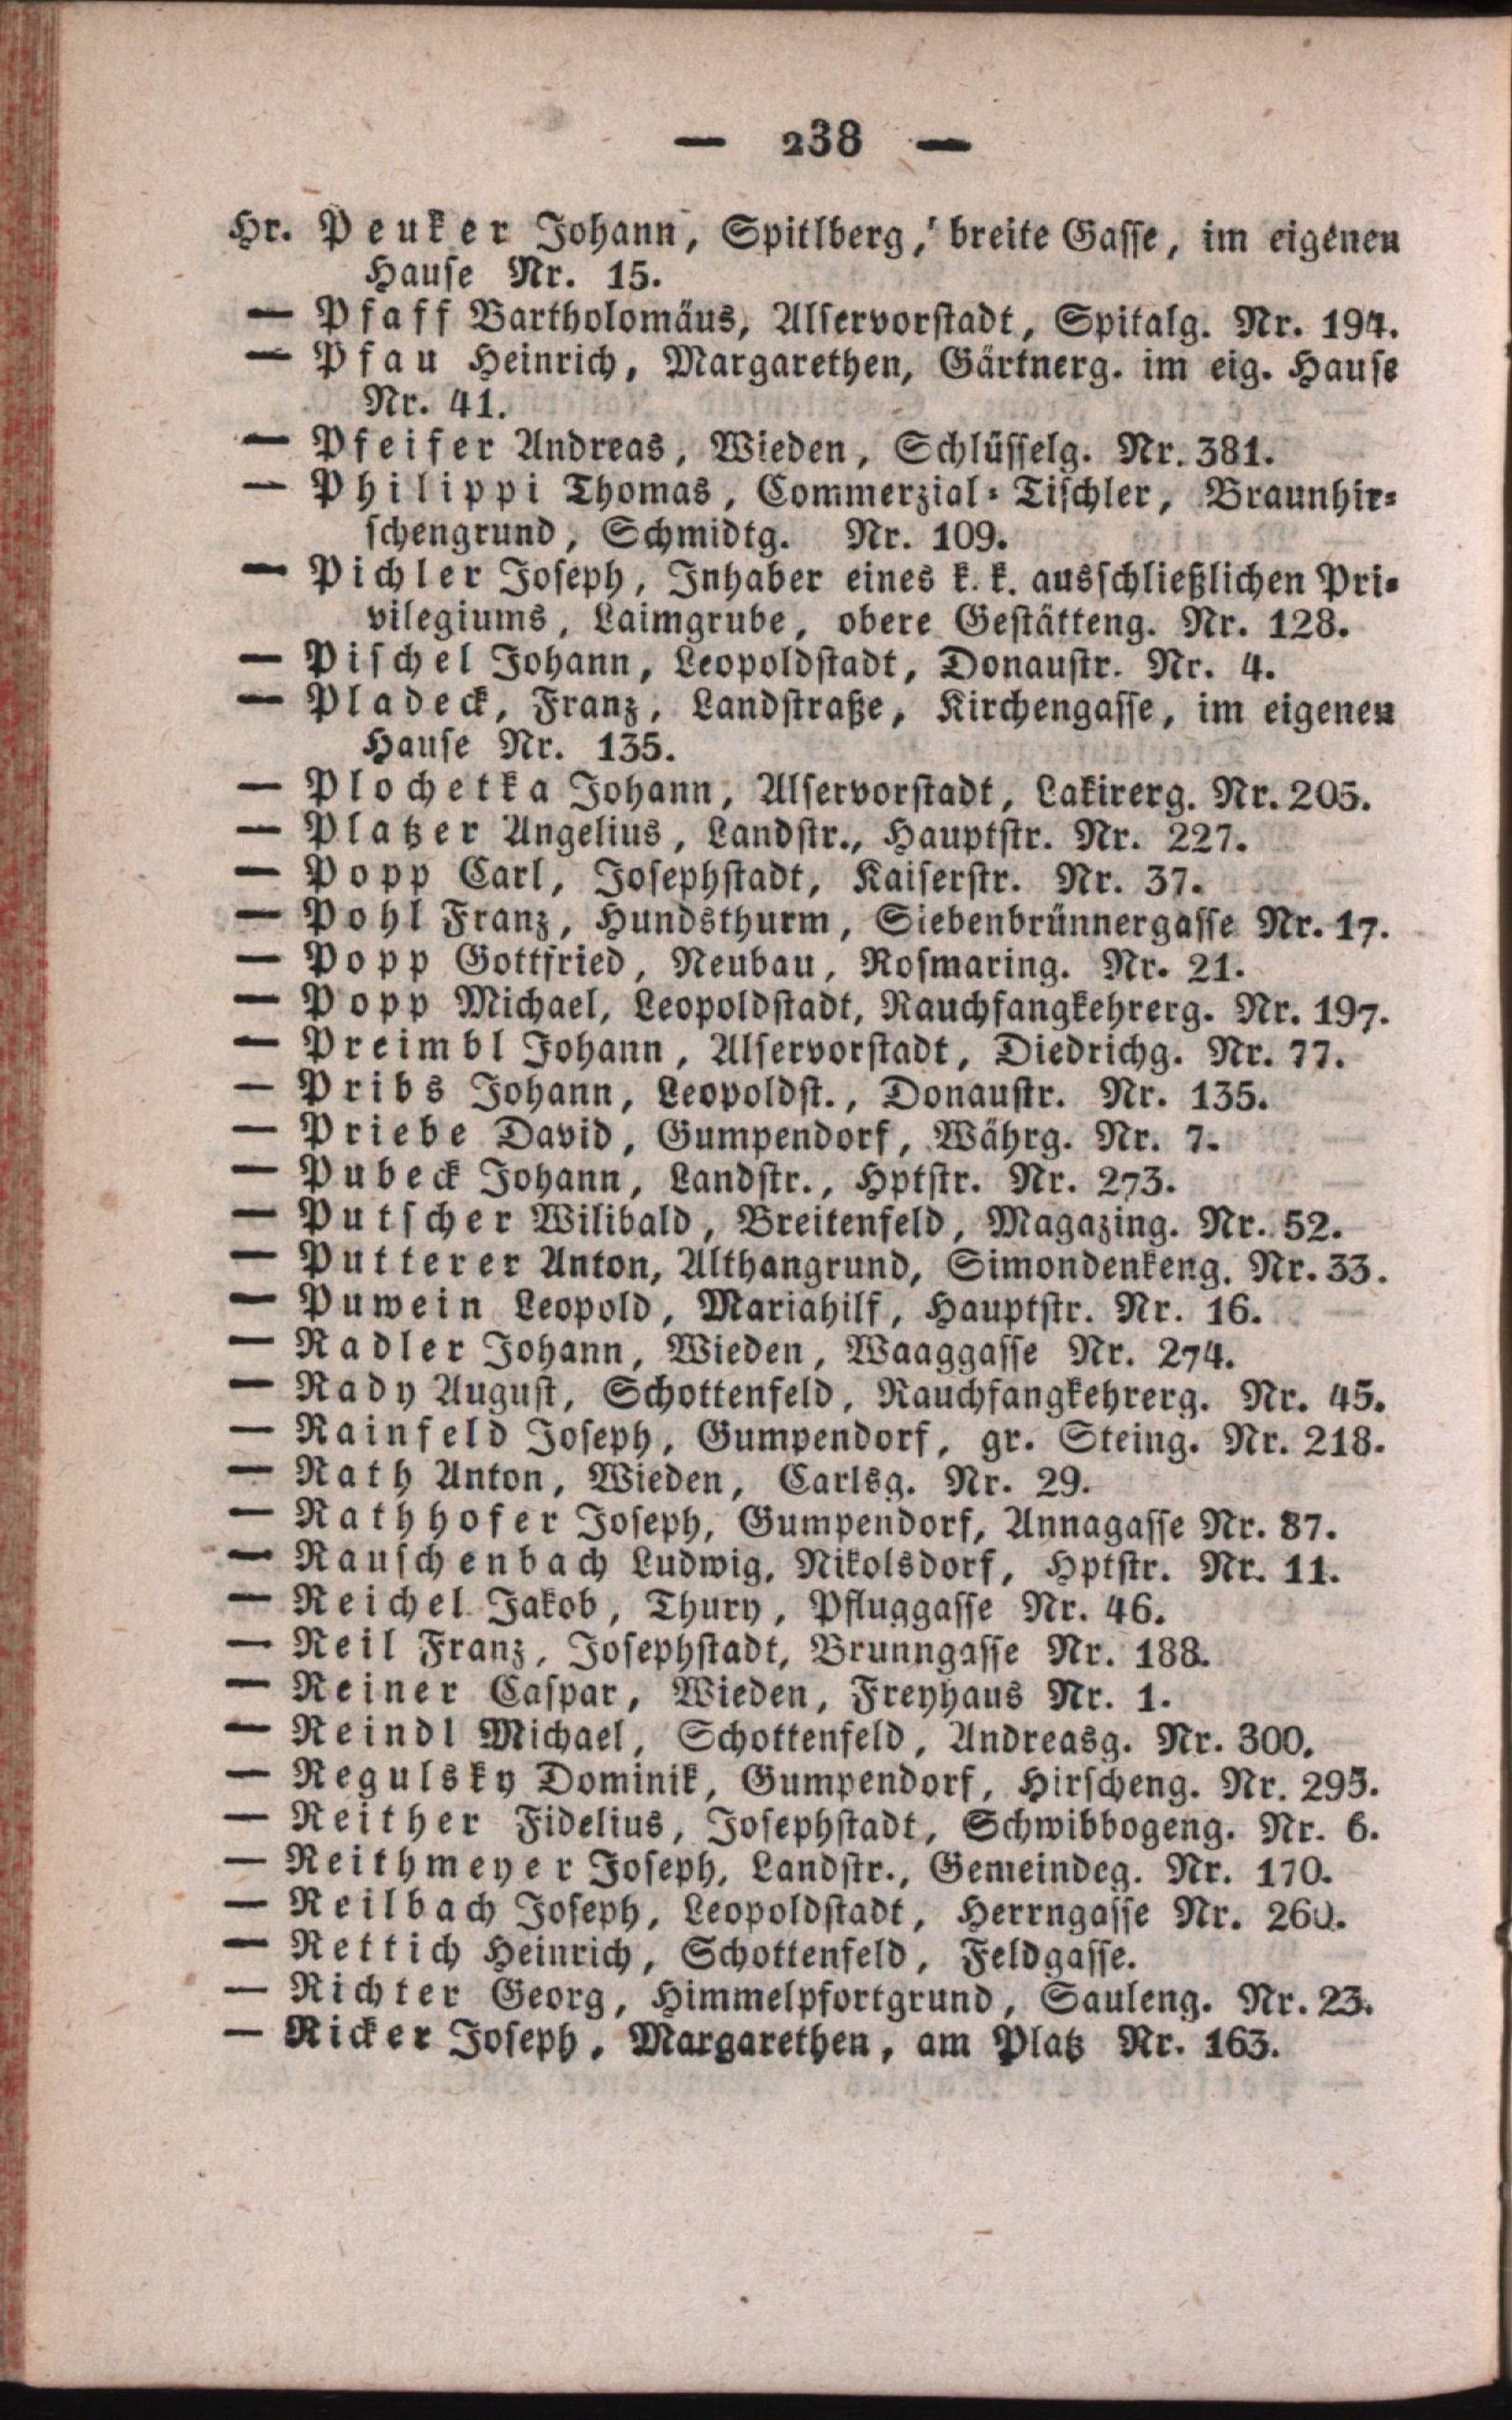 — 238 —
Hr. Peuker Johann, Spitlberg, breite Gasse, im eigenen
Hause Nr. 15.
— Pfaff Bartholomäus, Alservorstadt, Spitalg. Nr. 194.
— Pfau Heinrich, Margarethen, Gärtnerg. im eig. Hause
Nr. 41.
— Pfeifer Andreas, Wieden, Schlüsselg. Nr. 381.
— Philippi Thomas, Commerzial-Tischler, Braunhir-
schengrund, Schmidtg. Nr. 109.
— Pichler Joseph, Inhaber eines k. k. ausschließlichen Pri-
vilegiums, Laimgrube, obere Gestätteng. Nr. 128.
— Pischel Johann, Leopoldstadt, Donaustr. Nr. 4.
— Pladeck, Franz, Landstraße, Kirchengasse, im eigenen
Hause Nr. 135.
— Plochetka Johann, Alservorstadt, Lakirerg. Nr. 205.
— Platzer Angelius, Landstr., Hauptstr. Nr. 227.
— Popp Carl, Josephstadt, Kaiserstr. Nr. 37.
— Pohl Franz, Hundsthurm, Siebenbrünnergasse Nr. 17.
— Popp Gottfried, Neubau, Rosmaring. Nr. 21.
— Popp Michael, Leopoldstadt, Rauchfangkehrerg. Nr. 197.
— Preimbl Johann, Alservorstadt, Diedrichg. Nr. 77.
— Pribs Johann, Leopoldst., Donaustr. Nr. 135.
— Priebe David, Gumpendorf, Währg. Nr. 7.
— Pubeck Johann, Landstr., Hptstr. Nr. 273.
— Putscher Wilibald, Breitenfeld, Magazing. Nr. 52.
— Putterer Anton, Althangrund, Simondenkeng. Nr. 33.
— Puwein Leopold, Mariahilf, Hauptstr. Nr. 16.
— Radler Johann, Wieden, Waaggasse Nr. 274.
— Rady August, Schottenfeld, Rauchfangkehrerg. Nr. 45.
— Rainfeld Joseph, Gumpendorf, gr. Steing. Nr. 218.
— Rath Anton, Wieden, Carlsg. Nr. 29.
— Rathhofer Joseph, Gumpendorf, Annagasse Nr. 87.
— Rauschenbach Ludwig, Nikolsdorf, Hptstr. Nr. 11.
— Reichel Jakob, Thury, Pfluggasse Nr. 46.
— Reil Franz, Josephstadt, Brunngasse Nr. 188.
— Reiner Caspar, Wieden, Freyhaus Nr. 1.
— Reindl Michael, Schottenfeld, Andreasg. Nr. 300.
— Regulsky Dominik, Gumpendorf, Hirscheng. Nr. 295.
— Reither Fidelius, Josephstadt, Schwibbogeng. Nr. 6.
— Reithmeyer Joseph, Landstr., Gemeindeg. Nr. 170.
— Reilbach Joseph, Leopoldstadt, Herrngasse Nr. 260.
— Rettich Heinrich, Schottenfeld, Feldgasse.
— Richter Georg, Himmelpfortgrund, Sauleng. Nr. 23.
— Ricker Joseph, Margarethen, am Platz Nr. 163.